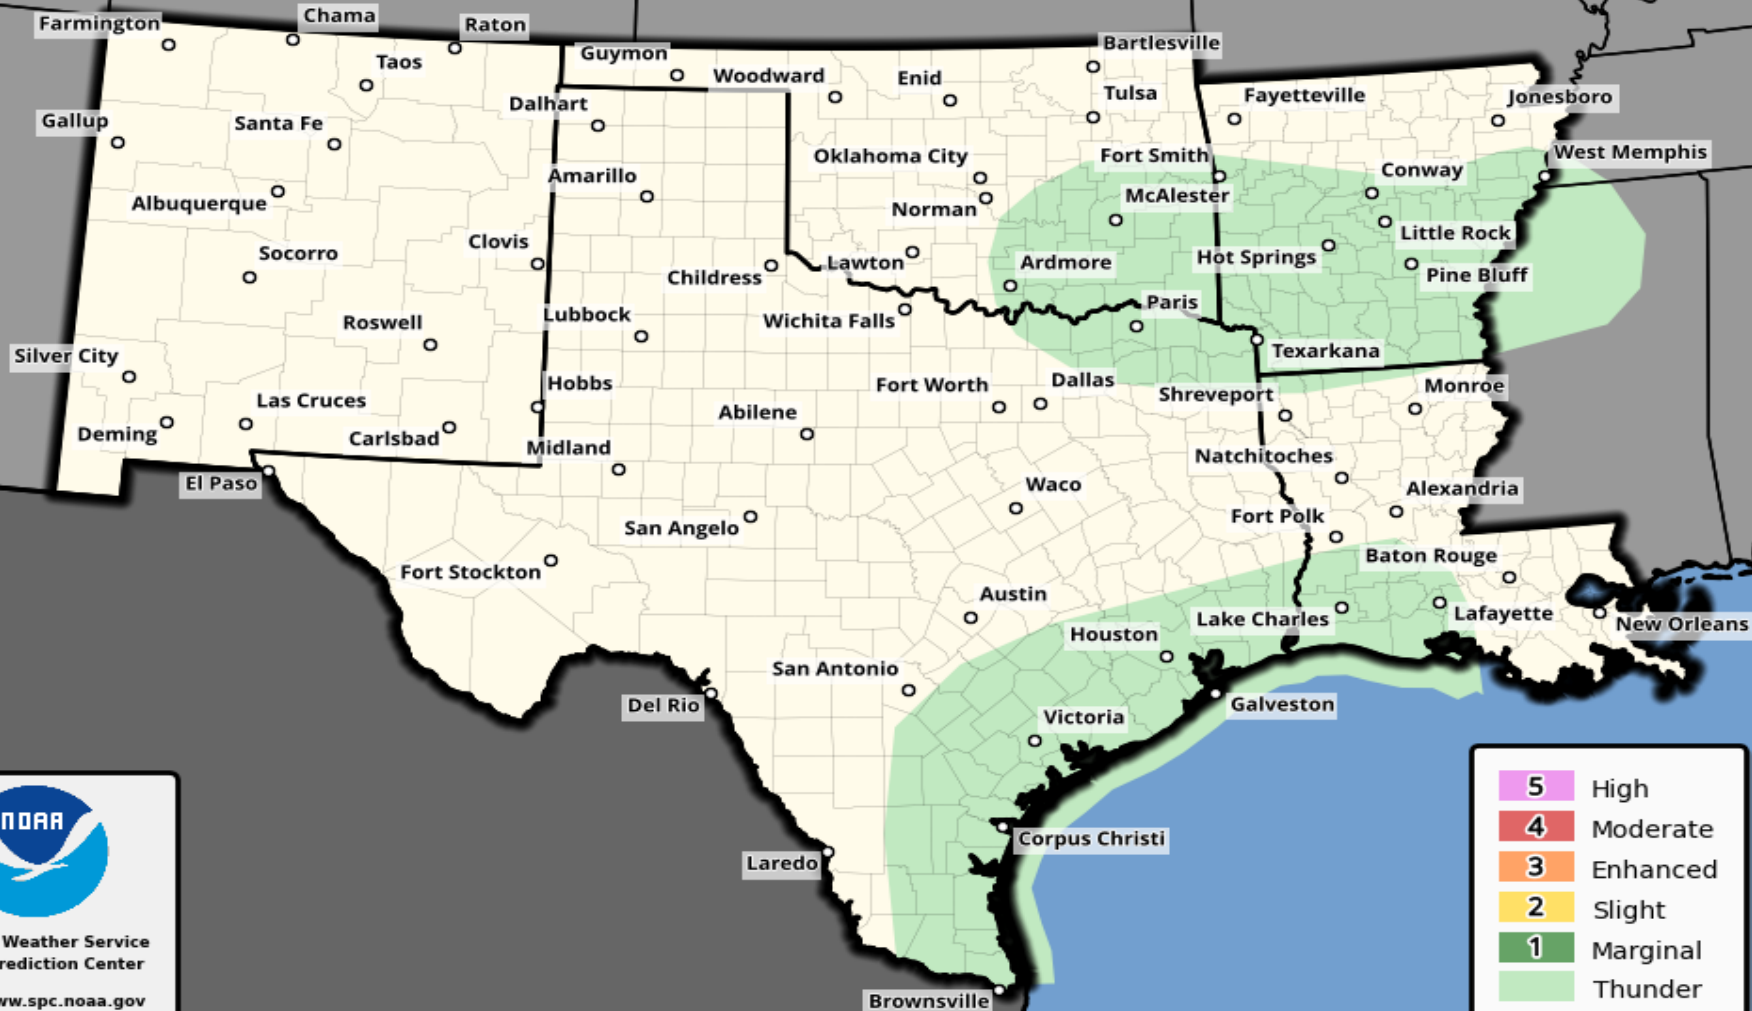 Farmington
Chama
Raton
Taos
Guymon
Woodward
Enid
Bartlesville
Tulsa
Fayetteville
Jonesboro
Dalhart
Gallup
Santa Fe
Oklahoma City
Fort Smith
West Memphis
Conway
Amarillo
McAlester
Albuquerque
Norman
Little Rock
Clovis
Socorro
Lawton
Ardmore
Hot Springs
Pine Bluff
Childress
Paris
Lubbock
Wichita Falls
Roswell
Texarkana
Silver City
Hobbs
Fort Worth
Dallas
Shreveport
Monroe
Las Cruces
Abilene
Deming
Carlsbad
Midland
Natchitoches
El Paso
Waco
Alexandria
San Angelo
Fort Polk
Fort Stockton
Baton Rouge
Austin
Lake Charles
Lafayette
New Orleans
Houston
San Antonio
Del Rio
Galveston
Victoria
Corpus Christi
Laredo
Brownsville
NOAA
Weather Service
rediction Center
ww.spc.noaa.gov
5 High
4 Moderate
3 Enhanced
2 Slight
1 Marginal
Thunder